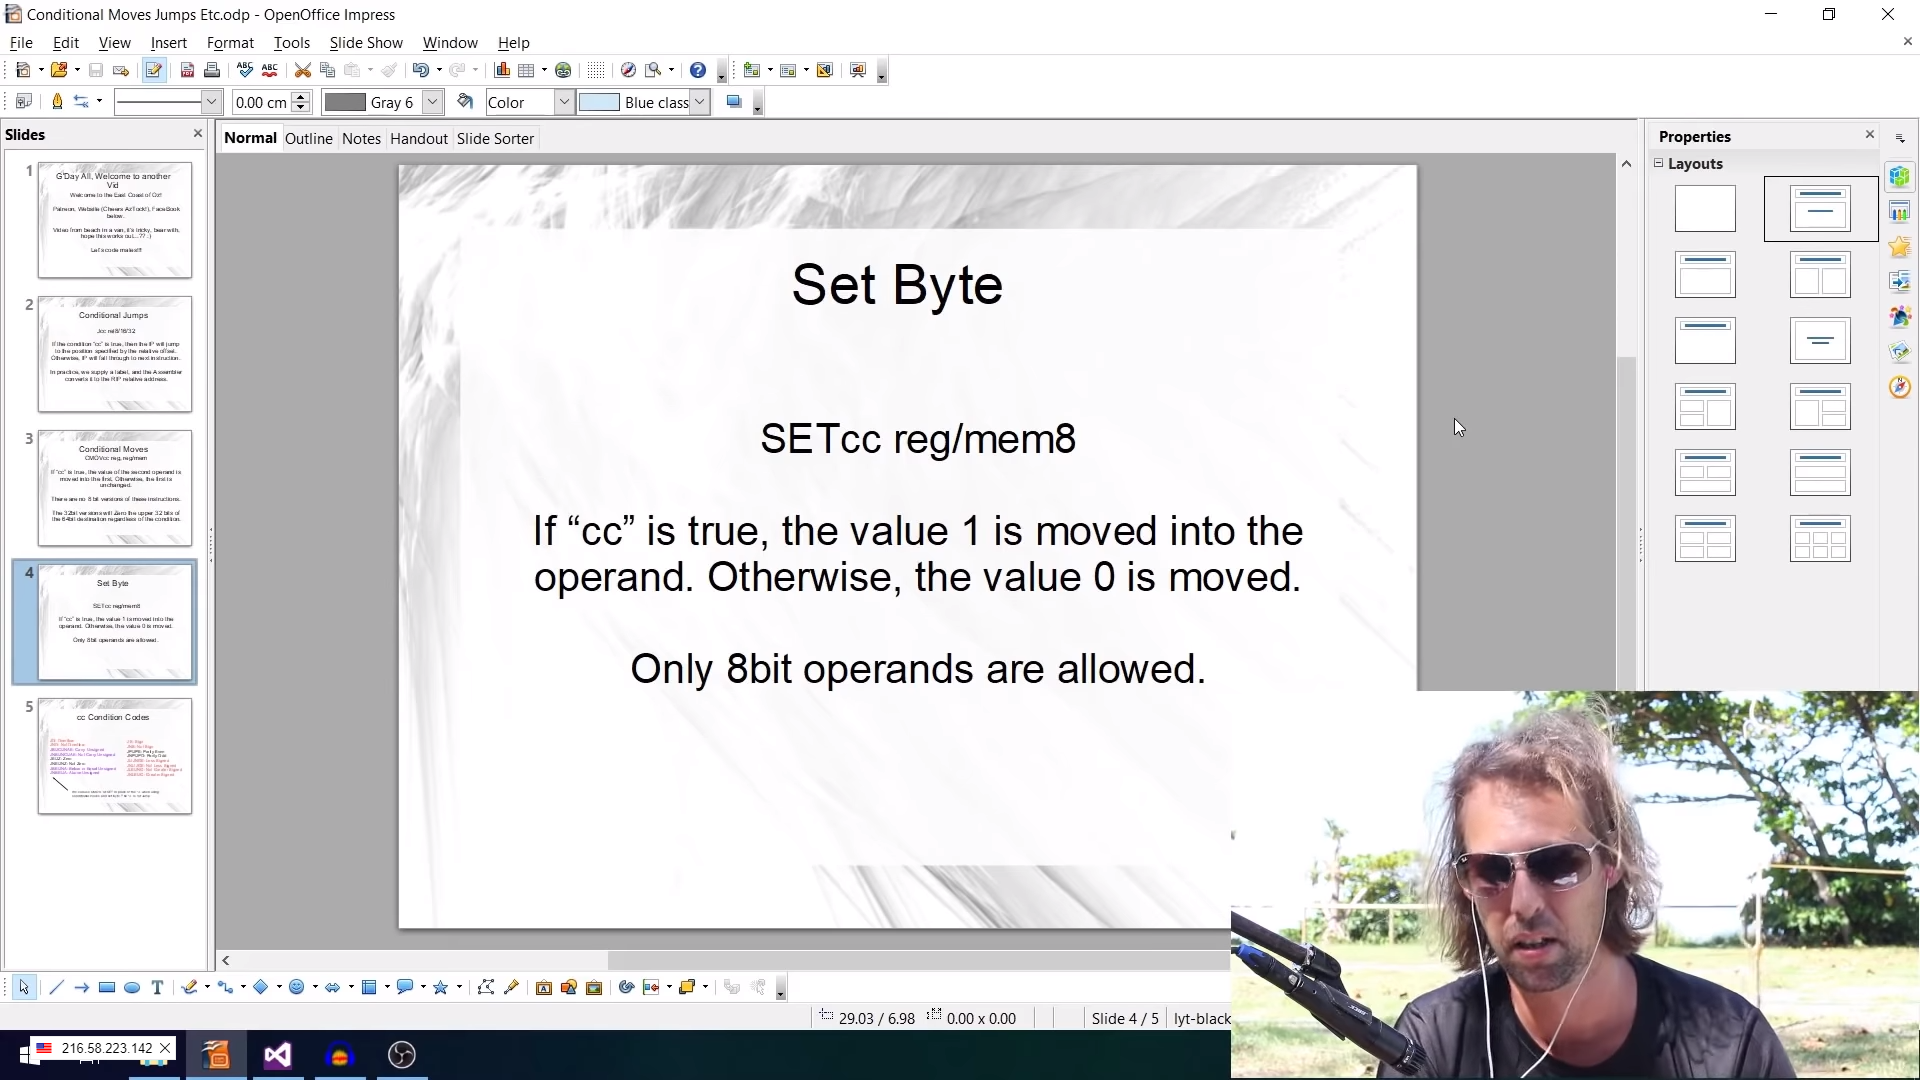 Conditional Moves Jumps Etc.odp - OpenOffice Impress
File Edit View Insert Format Tools Slide Show Window Help
0.00 cm Gray 6 Color Blue class
Slides
Normal Outline Notes Handout Slide Sorter
Properties
Layouts
1
G'Day All, Welcome to another
Vid
Welcome to the East Coast of Oz!
Patreon, Website (Cheers AzTock!), FaceBook
below.
Video from beach in a van, it's tricky, bear with,
hope this works out...??..)
Let's code mates!!!
2
Conditional Jumps
Jcc rel8/16/32
If the condition "cc" is true, then the IP will jump
to the position specified by the relative offset.
Otherwise, IP will fall through to next instruction.
In practice, we supply a label, and the Assembler
converts it to the RIP relative address.
3
Conditional Moves
CMOVcc reg, reg/mem
If "cc" is true, the value of the second operand is
moved into the first. Otherwise, the first is
unchanged.
There are no 8 bit versions of these instructions.
The 32bit versions will Zero the upper 32 bits of
the 64bit destination regardless of the condition.
4
Set Byte
SETcc reg/mem8
If "cc" is true, the value 1 is moved into the
operand. Otherwise, the value 0 is moved.
Only 8bit operands are allowed.
5
cc Condition Codes
Set Byte
SETcc reg/mem8
If “cc” is true, the value 1 is moved into the
operand. Otherwise, the value 0 is moved.
Only 8bit operands are allowed.
29.03 / 6.98 0.00 x 0.00 Slide 4 / 5 lyt-black
216.58.223.142